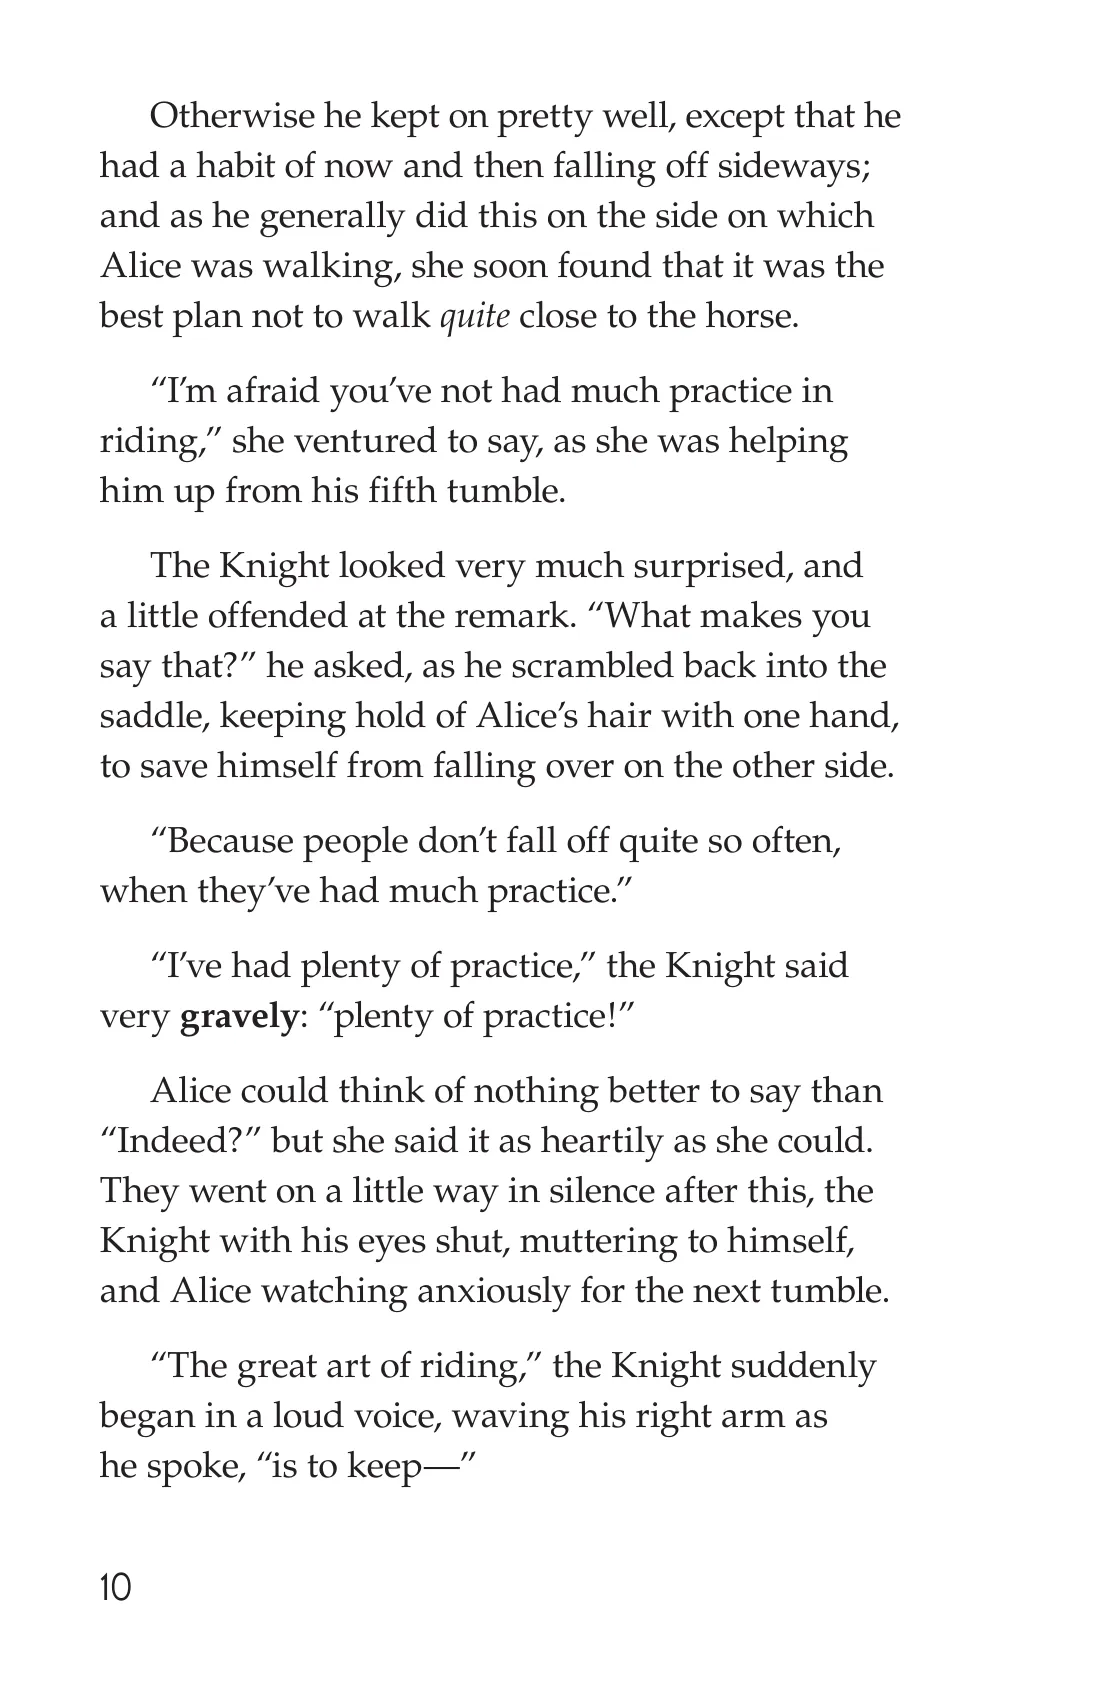 Otherwise he kept on pretty well, except that he
had a habit of now and then falling off sideways;
and as he generally did this on the side on which
Alice was walking, she soon found that it was the
best plan not to walk quite close to the horse.
“I’m afraid you’ve not had much practice in
riding,” she ventured to say, as she was helping
him up from his fifth tumble.
The Knight looked very much surprised, and
a little offended at the remark. “What makes you
say that?” he asked, as he scrambled back into the
saddle, keeping hold of Alice’s hair with one hand,
to save himself from falling over on the other side.
“Because people don’t fall off quite so often,
when they’ve had much practice.”
“I’ve had plenty of practice,” the Knight said
very gravely: “plenty of practice!”
Alice could think of nothing better to say than
“Indeed?” but she said it as heartily as she could.
They went on a little way in silence after this, the
Knight with his eyes shut, muttering to himself,
and Alice watching anxiously for the next tumble.
“The great art of riding,” the Knight suddenly
began in a loud voice, waving his right arm as
he spoke, “is to keep—”
10